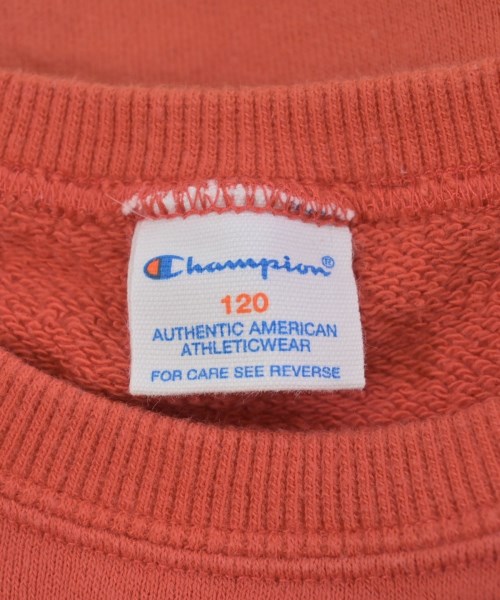 Champion®
120
AUTHENTIC AMERICAN
ATHLETICWEAR
FOR CARE SEE REVERSE